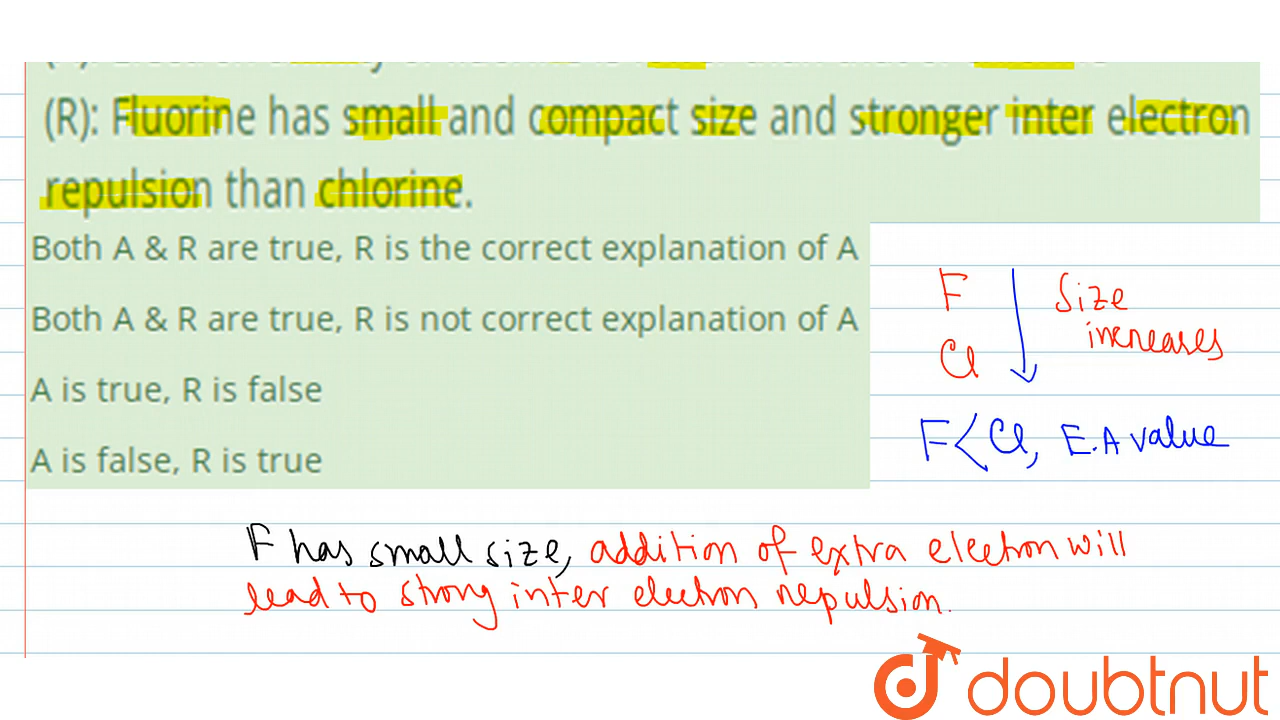 (R): Fluorine has small and compact size and stronger inter electron
repulsion than chlorine.
Both A & R are true, R is the correct explanation of A
Both A & R are true, R is not correct explanation of A
A is true, R is false
A is false, R is true
F
Cl
Size
increases
F < Cl, E.A value
F has small size, addition of extra electron will
lead to strong inter electron repulsion.
doubtnut